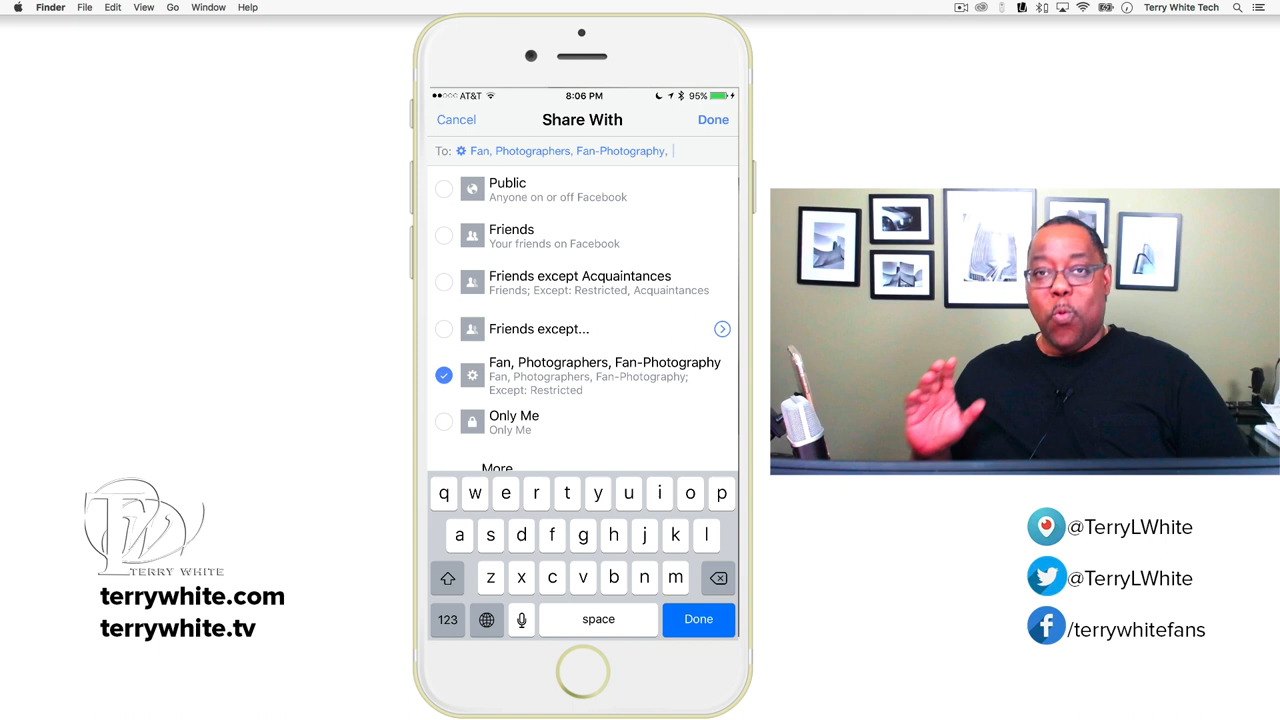 Finder File Edit View Go Window Help Terry White Tech
AT&T 8:06 PM 95%
Cancel Share With Done
To: Fan, Photographers, Fan-Photography,
Public
Anyone on or off Facebook
Friends
Your friends on Facebook
Friends except Acquaintances
Friends; Except: Restricted, Acquaintances
Friends except...
Fan, Photographers, Fan-Photography
Fan, Photographers, Fan-Photography;
Except: Restricted
Only Me
Only Me
More
q w e r t y u i o p
a s d f g h j k l
z x c v b n m
123 space Done
TW
TERRY WHITE
terrywhite.com
terrywhite.tv
@TerryLWhite
@TerryLWhite
f /terrywhitefans